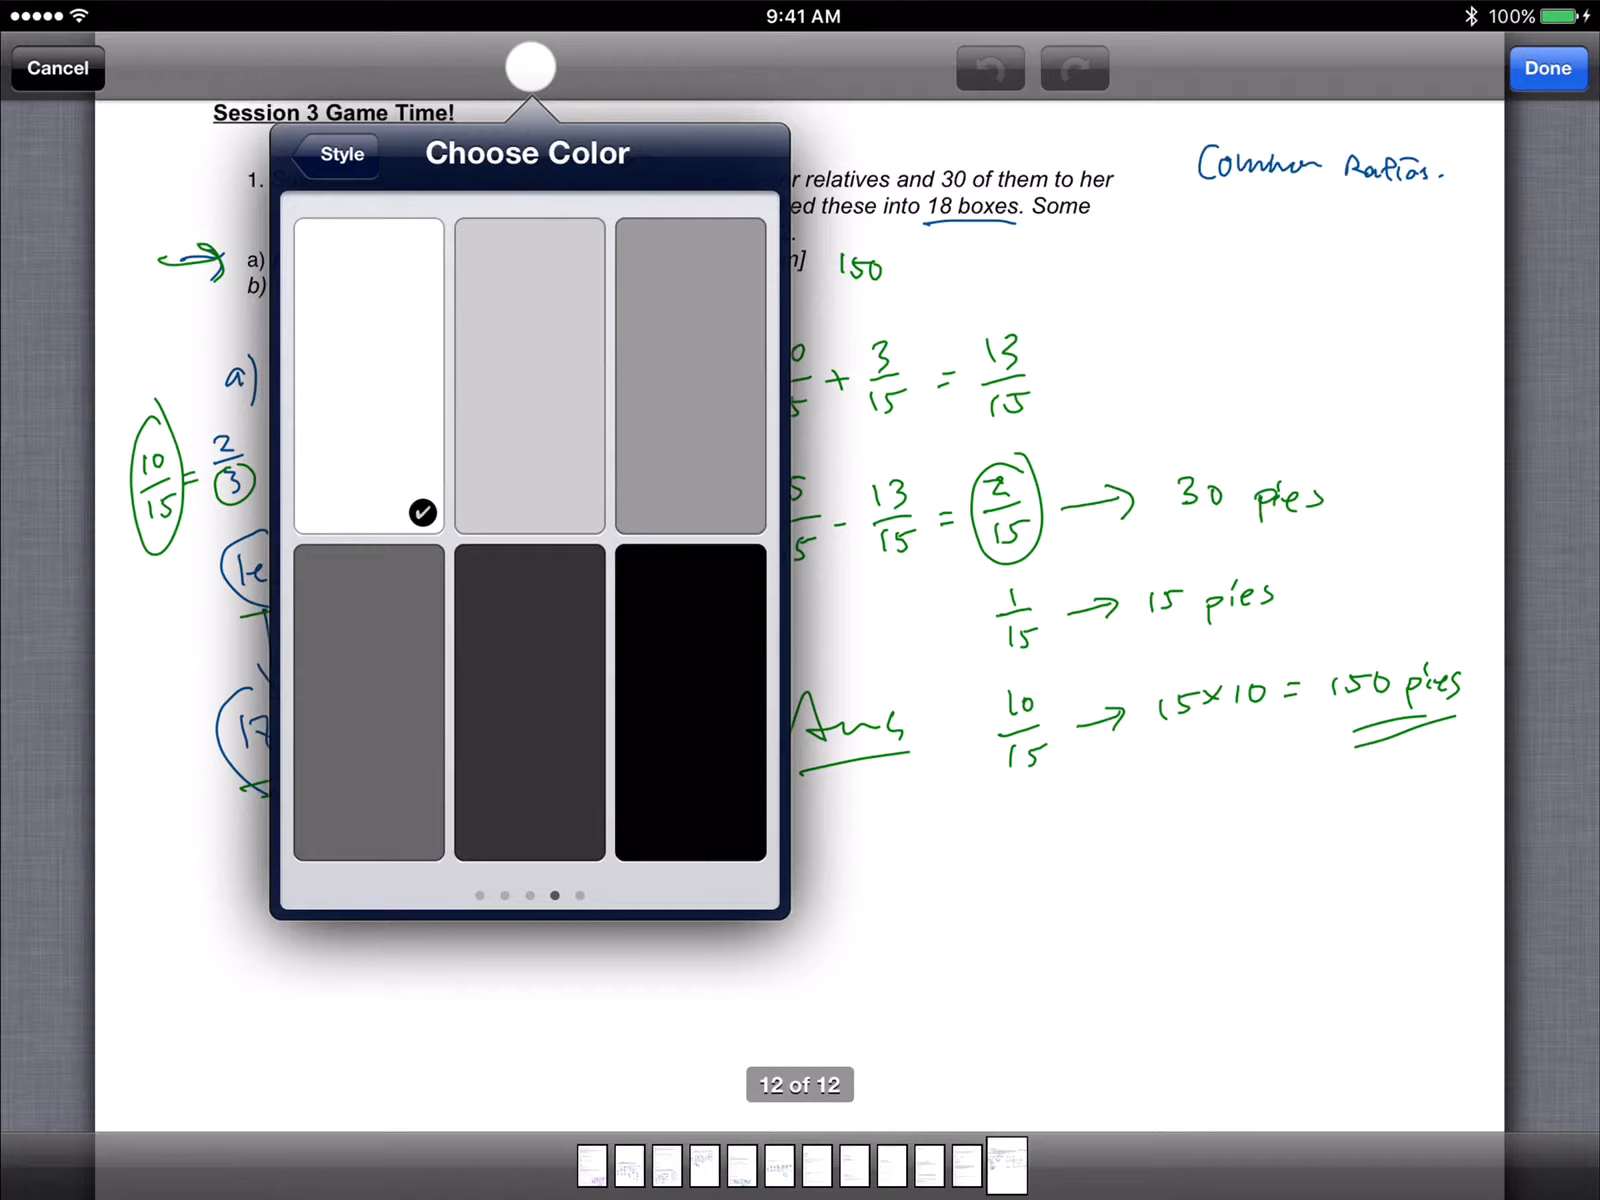 9:41 AM
100%
Cancel
Done
Session 3 Game Time!
Style
Choose Color
1.
r relatives and 30 of them to her
ed these into 18 boxes. Some
Common Ratios.
a)
150
b)
a)
+ 3/15 = 13/15
10/15 = 2/3
- 13/15 = 2/15 → 30 pies
1/15 → 15 pies
Ans
10/15 → 15 × 10 = 150 pies
12 of 12